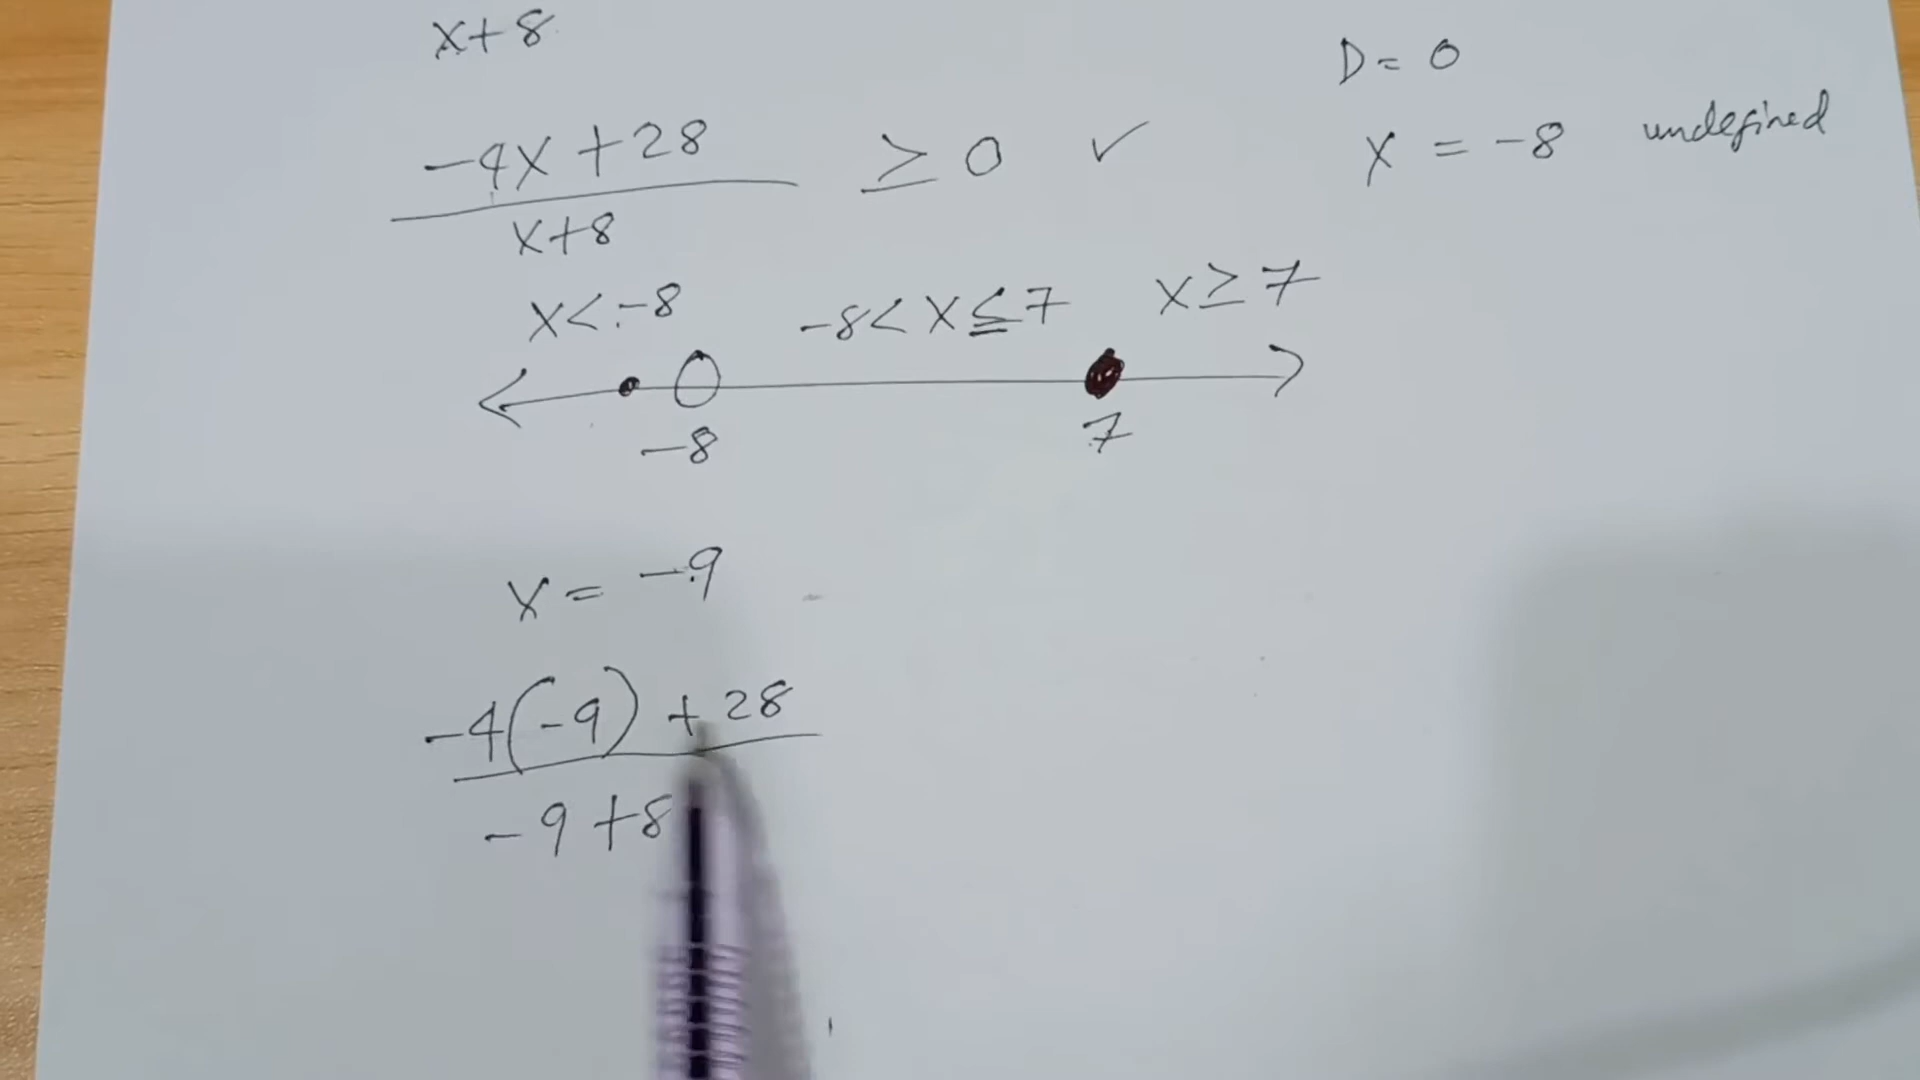 x+8
D= 0
-4x+28
x+8
≥ 0 ✓
x = -8 undefined
x<-8
-8< x ≤ 7
x ≥ 7
-8
7
x = -9
-4(-9) +28
-9+8